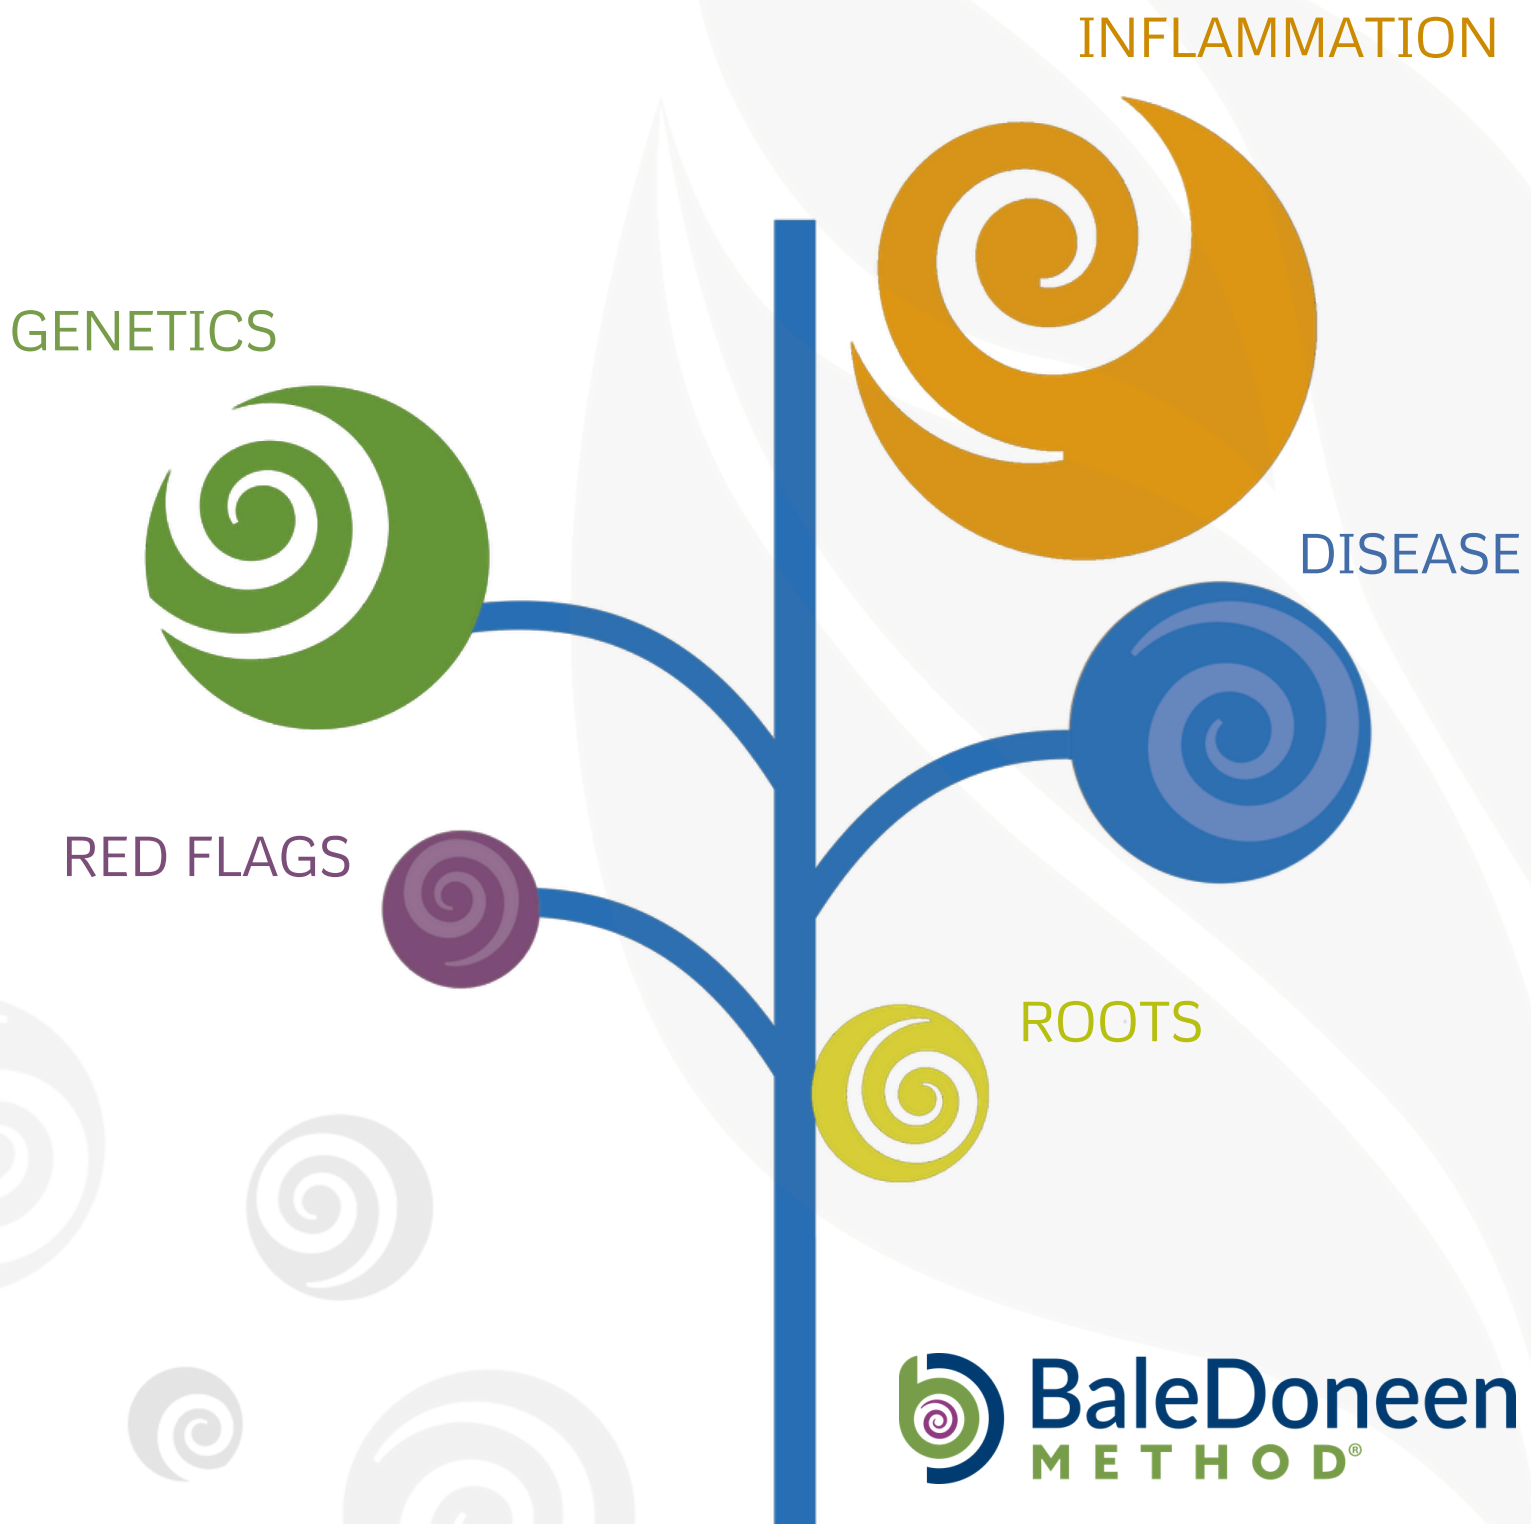 INFLAMMATION
GENETICS
DISEASE
RED FLAGS
ROOTS
BaleDoneen
METHOD®